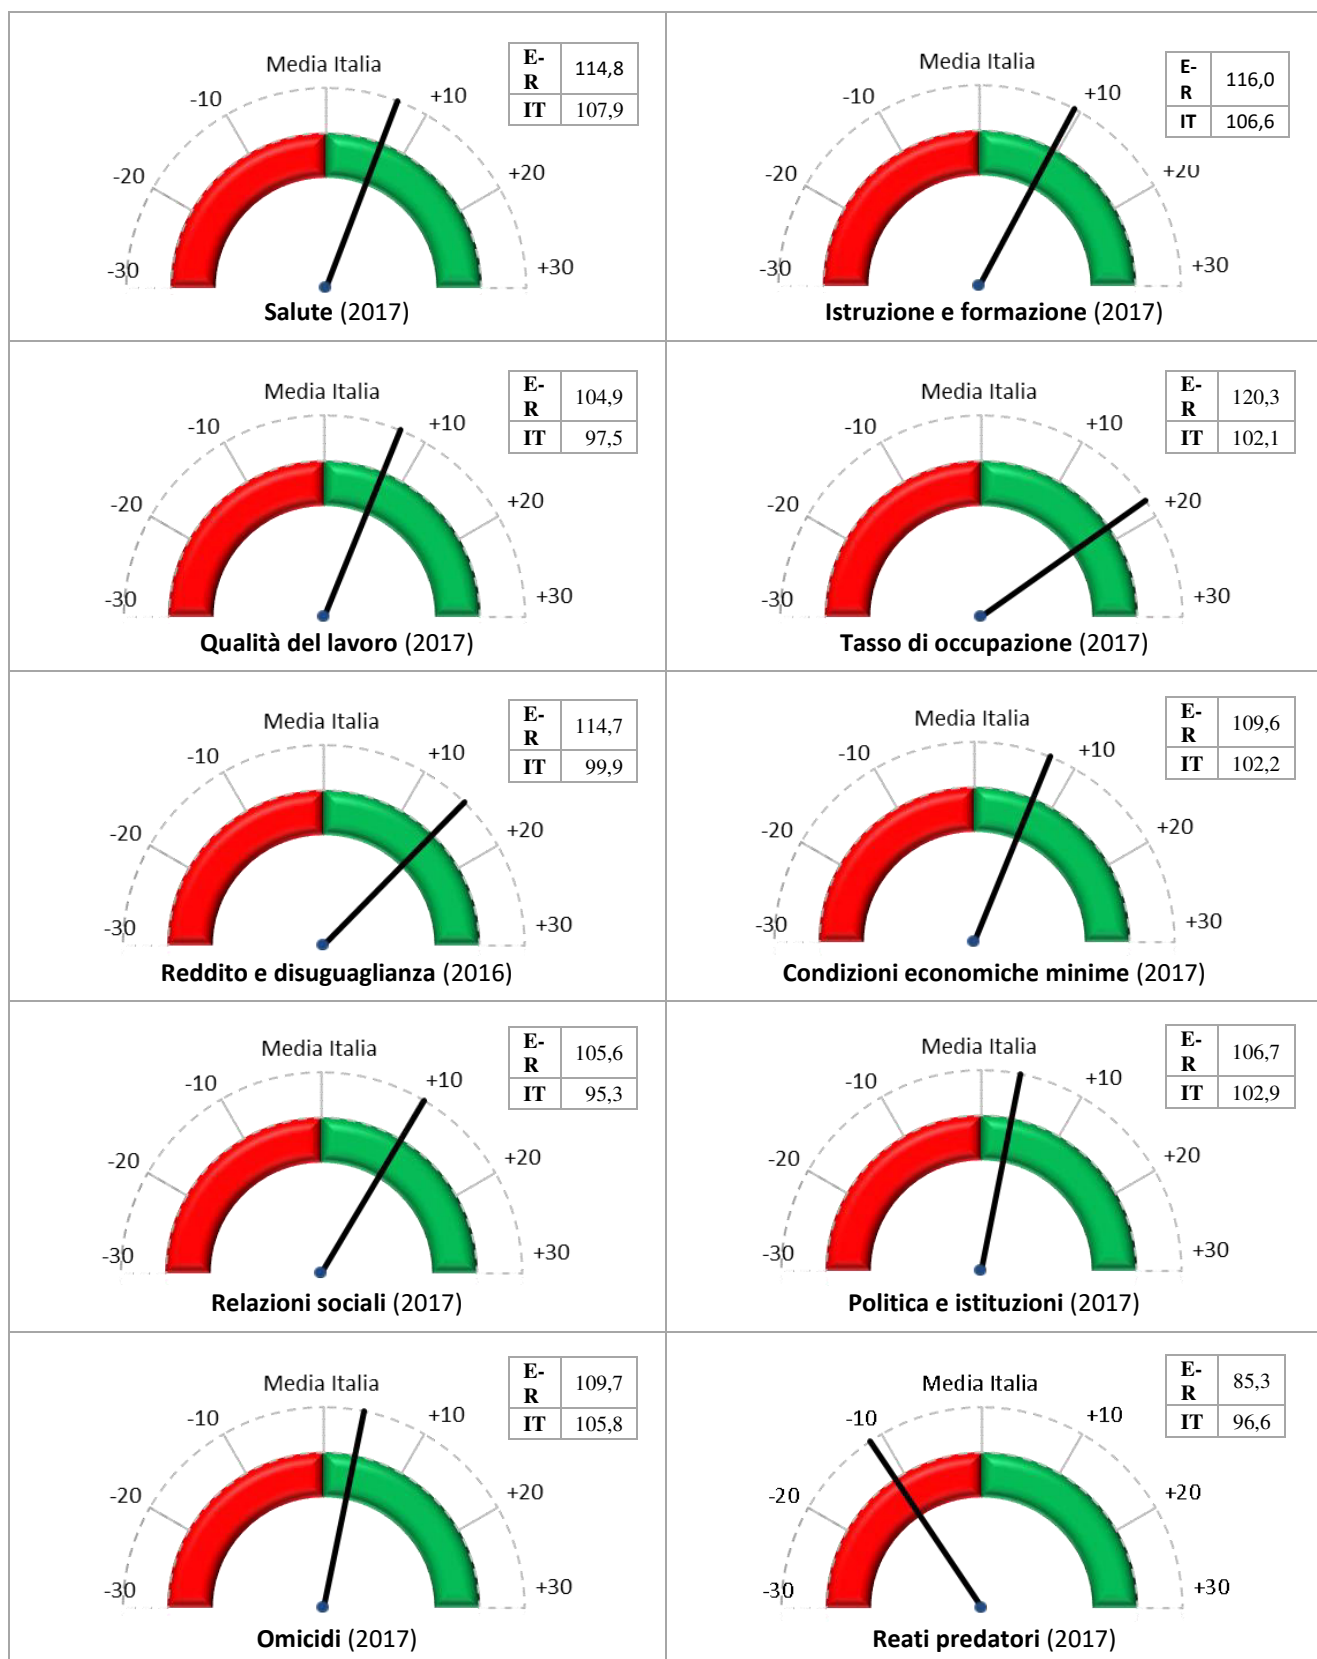 Media Italia
E-
R
114,8
IT 107,9
-10
+10
-20
+20
-30
+30
Salute (2017)
Media Italia
E-
R
116,0
IT 106,6
-10
+10
-20
+20
-30
+30
Istruzione e formazione (2017)
Media Italia
E-
R
104,9
IT 97,5
-10
+10
-20
+20
-30
+30
Qualità del lavoro (2017)
Media Italia
E-
R
120,3
IT 102,1
-10
+10
-20
+20
-30
+30
Tasso di occupazione (2017)
Media Italia
E-
R
114,7
IT 99,9
-10
+10
-20
+20
-30
+30
Reddito e disuguaglianza (2016)
Media Italia
E-
R
109,6
IT 102,2
-10
+10
-20
+20
-30
+30
Condizioni economiche minime (2017)
Media Italia
E-
R
105,6
IT 95,3
-10
+10
-20
+20
-30
+30
Relazioni sociali (2017)
Media Italia
E-
R
106,7
IT 102,9
-10
+10
-20
+20
-30
+30
Politica e istituzioni (2017)
Media Italia
E-
R
109,7
IT 105,8
-10
+10
-20
+20
-30
+30
Omicidi (2017)
Media Italia
E-
R
85,3
IT 96,6
-10
+10
-20
+20
-30
+30
Reati predatori (2017)